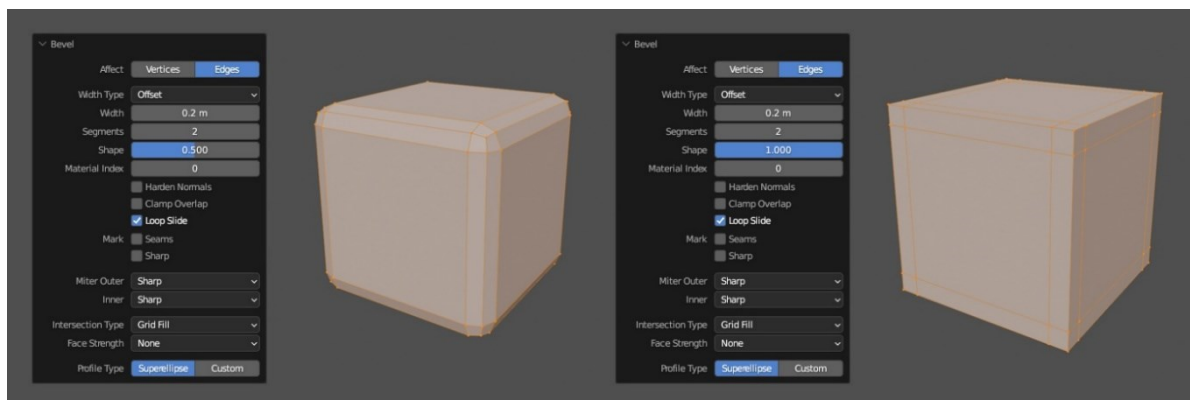 Bevel
Affect Vertices Edges
Width Type Offset
Width 0.2 m
Segments 2
Shape 0.500
Material Index 0
Harden Normals
Clamp Overlap
Loop Slide
Mark Seams
Sharp
Miter Outer Sharp
Inner Sharp
Intersection Type Grid Fill
Face Strength None
Profile Type Superellipse Custom
Bevel
Affect Vertices Edges
Width Type Offset
Width 0.2 m
Segments 2
Shape 1.000
Material Index 0
Harden Normals
Clamp Overlap
Loop Slide
Mark Seams
Sharp
Miter Outer Sharp
Inner Sharp
Intersection Type Grid Fill
Face Strength None
Profile Type Superellipse Custom